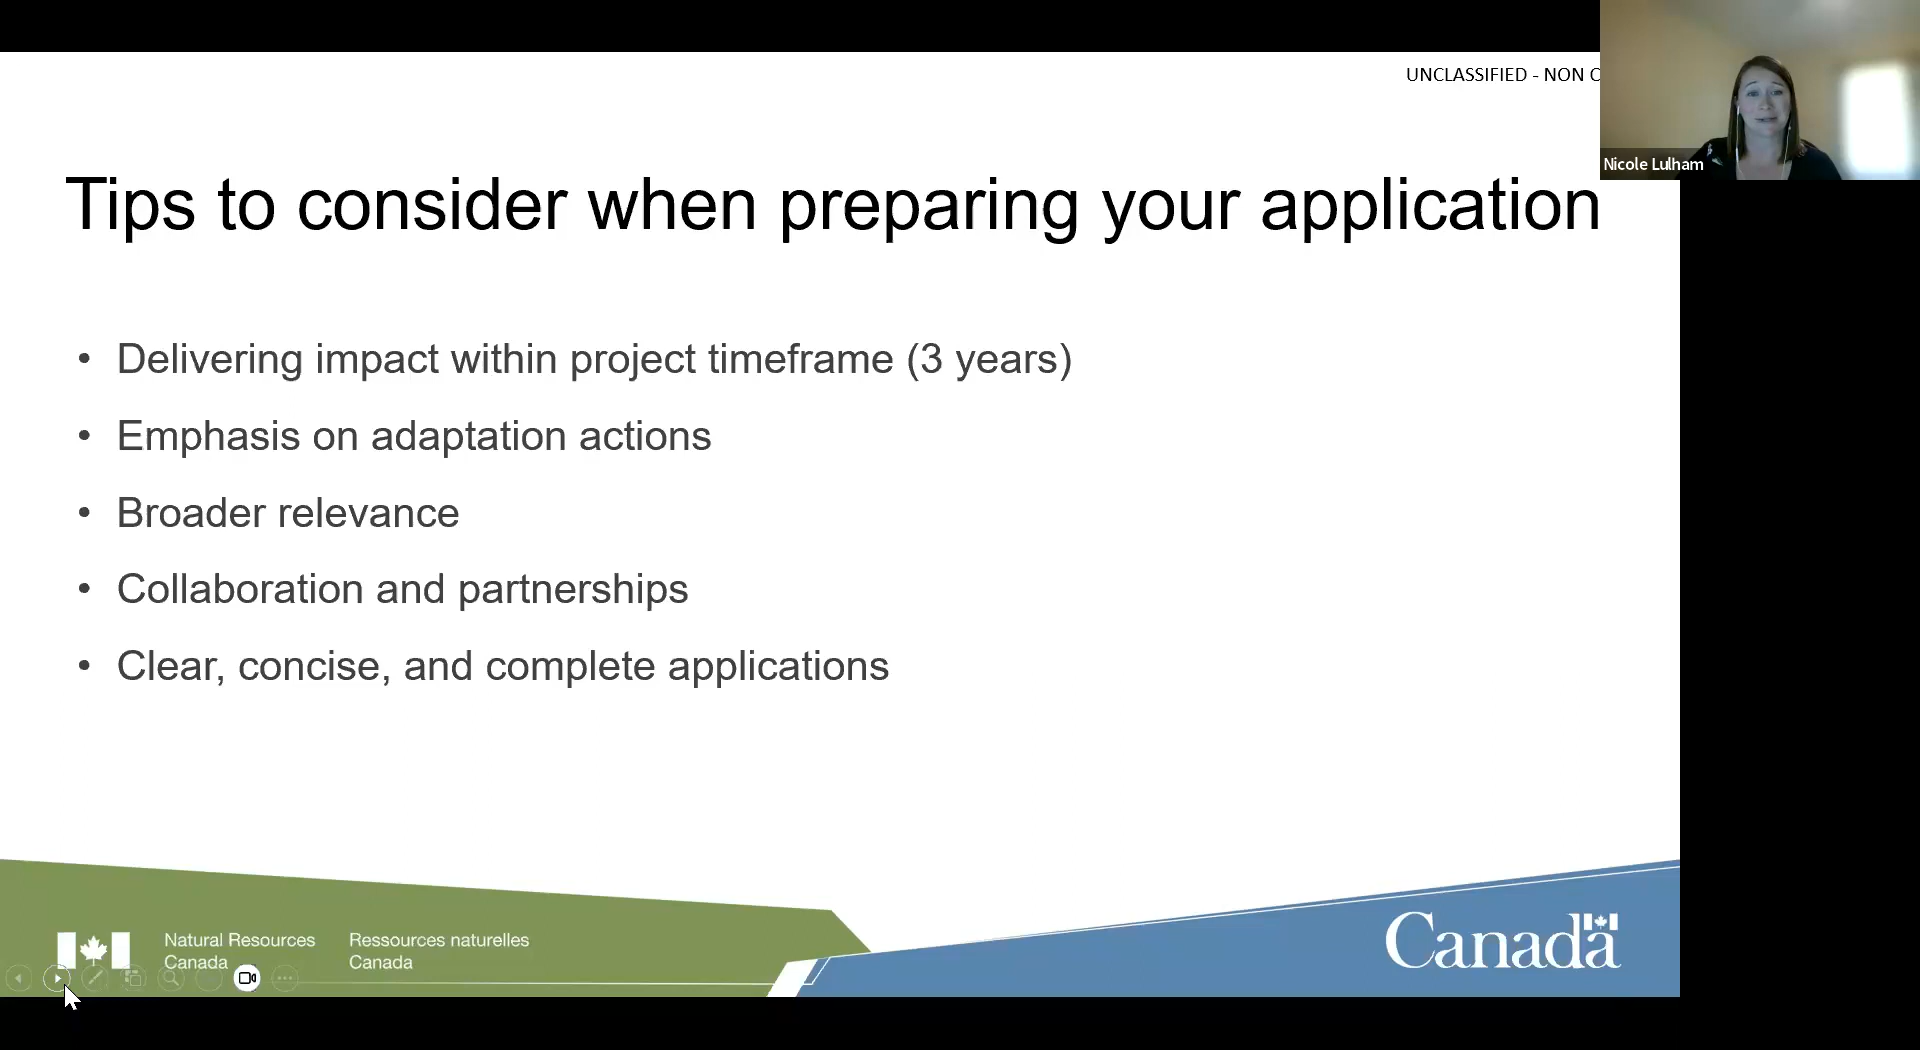 UNCLASSIFIED - NON C
Nicole Lulham
Tips to consider when preparing your application
• Delivering impact within project timeframe (3 years)
• Emphasis on adaptation actions
• Broader relevance
• Collaboration and partnerships
• Clear, concise, and complete applications
Natural Resources
Canada
Ressources naturelles
Canada
Canada